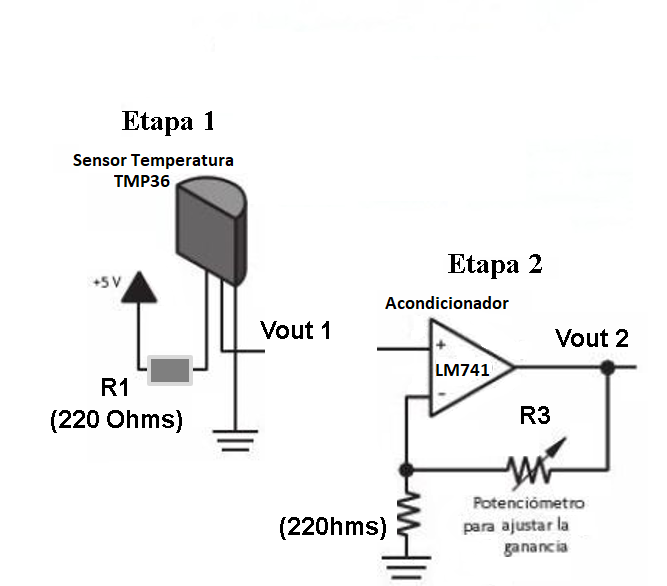 Etapa 1
Sensor Temperatura
TMP36
+5 V
Vout 1
R1
(220 Ohms)
Etapa 2
Acondicionador
+
LM741
-
Vout 2
R3
(220hms)
Potenciómetro
para ajustar la
ganancia